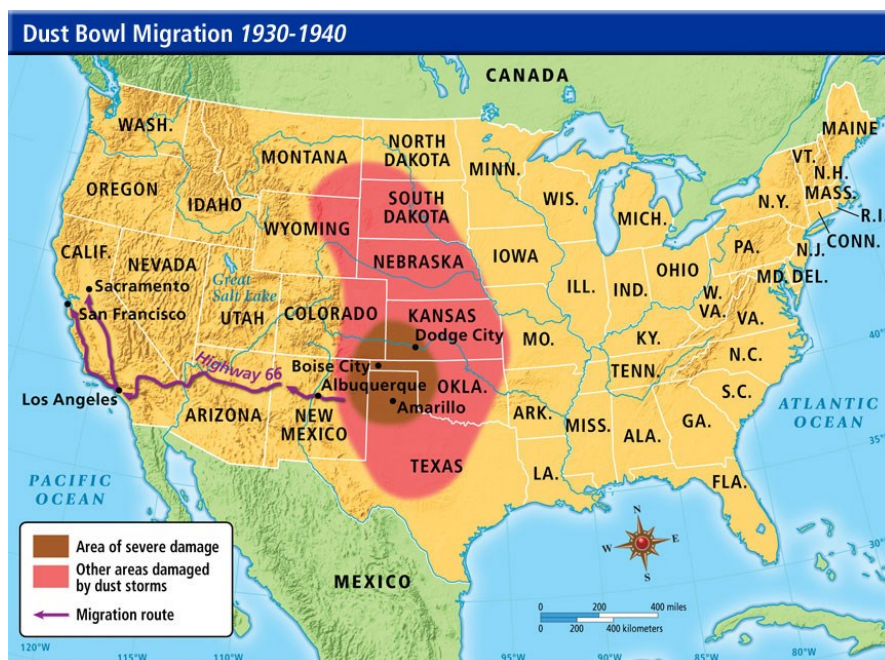 Dust Bowl Migration 1930-1940
CANADA
WASH.
MONTANA
NORTH
DAKOTA
MINN.
MAINE
VT.
N.H.
MASS.
R.I.
CONN.
OREGON
IDAHO
SOUTH
DAKOTA
WIS.
MICH.
N.Y.
WYOMING
CALIF.
NEVADA
NEBRASKA
IOWA
PA.
N.J.
Sacramento
Great
Salt Lake
ILL.
IND.
OHIO
MD.
DEL.
San Francisco
UTAH
COLORADO
KANSAS
Dodge City
MO.
W.
VA.
VA.
KY.
Highway 66
Boise City
Albuquerque
OKLA.
TENN.
N.C.
Los Angeles
ARIZONA
NEW
MEXICO
Amarillo
ARK.
S.C.
MISS.
ALA.
GA.
ATLANTIC
OCEAN
35°N
TEXAS
LA.
FLA.
PACIFIC
OCEAN
N
W
E
S
30°N
Area of severe damage
Other areas damaged
by dust storms
Migration route
MEXICO
0 200 400 miles
0 200 400 kilometers
120°W
115°W
110°W
95°W
90°W
85°W
80°W